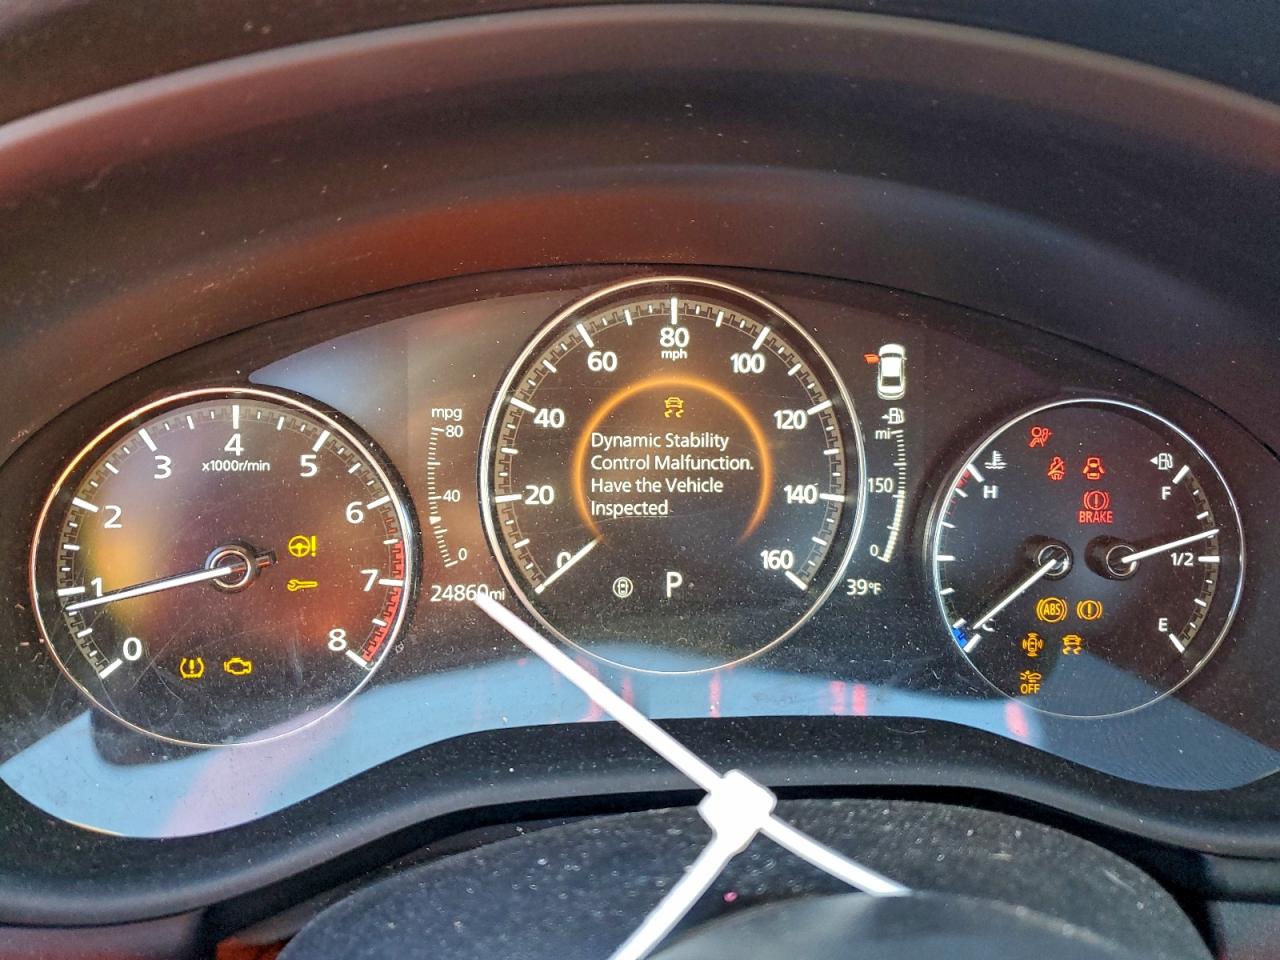 0
1
2
3
4
5
6
7
8
x1000r/min
mpg
80
40
0
24860mi
0
20
40
60
80
100
120
140
160
mph
Dynamic Stability
Control Malfunction.
Have the Vehicle
Inspected
P
mi
150
0
39°F
H
C
BRAKE
ABS
OFF
F
1/2
E